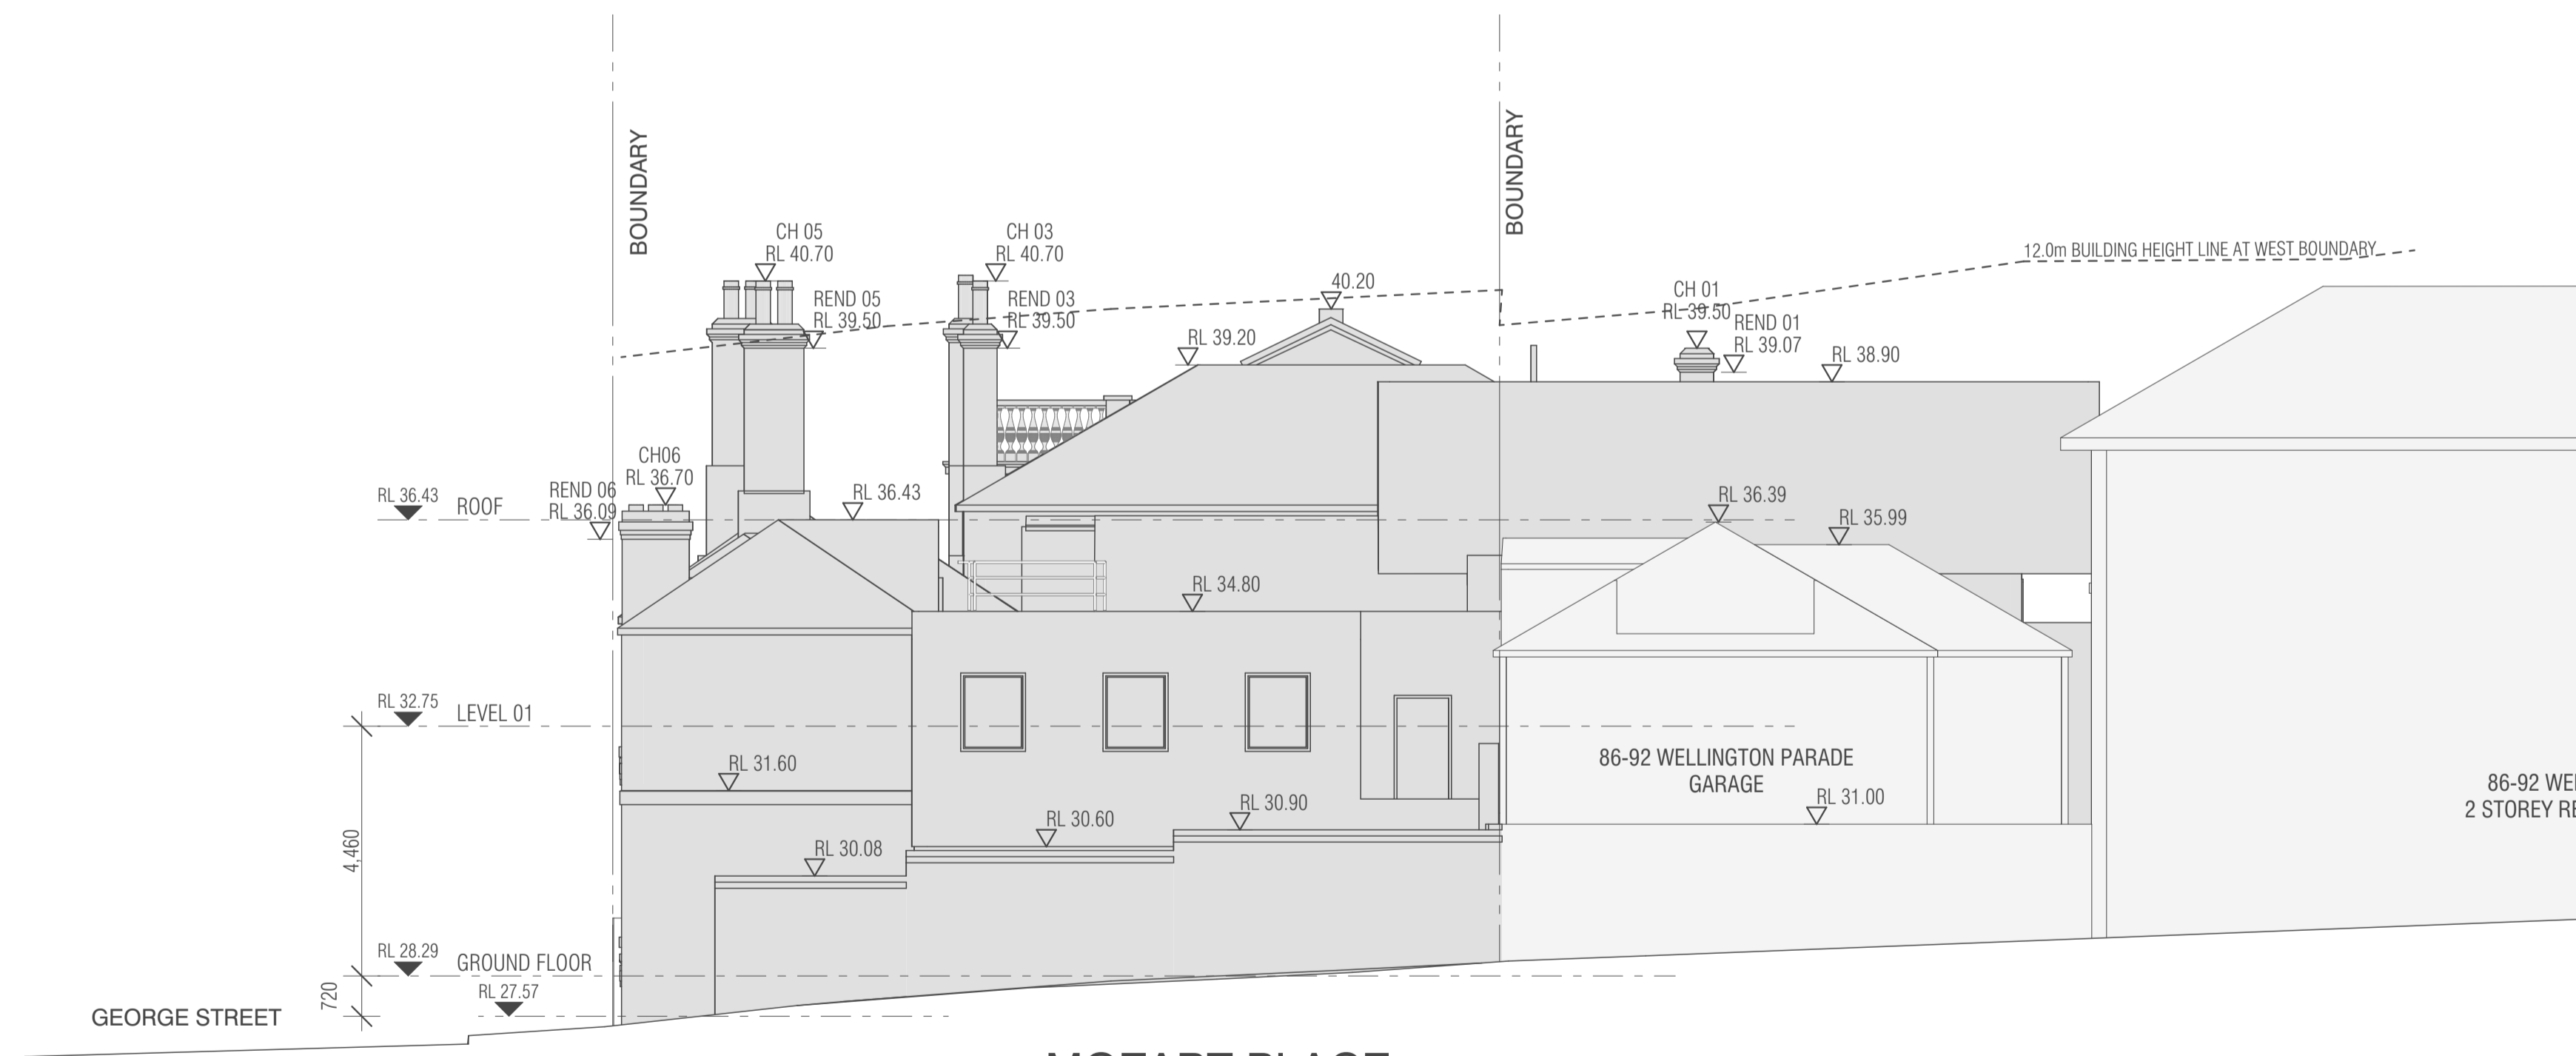 BOUNDARY
BOUNDARY
CH 05
RL 40.70
CH 03
RL 40.70
12.0m BUILDING HEIGHT LINE AT WEST BOUNDARY
REND 05
RL 39.50
REND 03
RL 39.50
40.20
CH 01
RL 39.50
REND 01
RL 39.07
RL 39.20
RL 38.90
CH06
RL 36.70
REND 06
RL 36.09
RL 36.43
ROOF
RL 36.43
RL 36.39
RL 35.99
RL 34.80
RL 32.75
LEVEL 01
RL 31.60
86-92 WELLINGTON PARADE
GARAGE
RL 31.00
86-92 WE
2 STOREY RE
RL 30.90
RL 30.60
RL 30.08
4,460
RL 28.29
GROUND FLOOR
720
RL 27.57
GEORGE STREET
MOZART PLACE